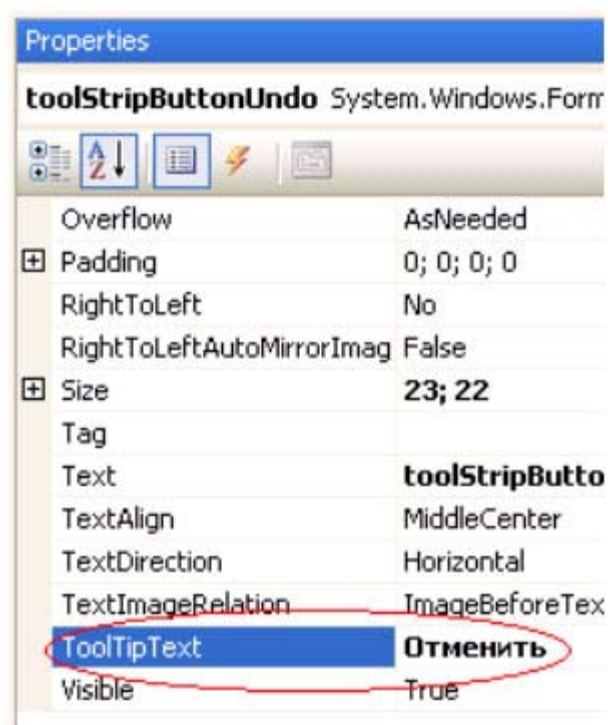 Properties
toolStripButtonUndo System.Windows.Form
Overflow AsNeeded
Padding 0; 0; 0; 0
RightToLeft No
RightToLeftAutoMirrorImag False
Size 23; 22
Tag
Text toolStripButto
TextAlign MiddleCenter
TextDirection Horizontal
TextImageRelation ImageBeforeTex
ToolTipText Отменить
Visible True